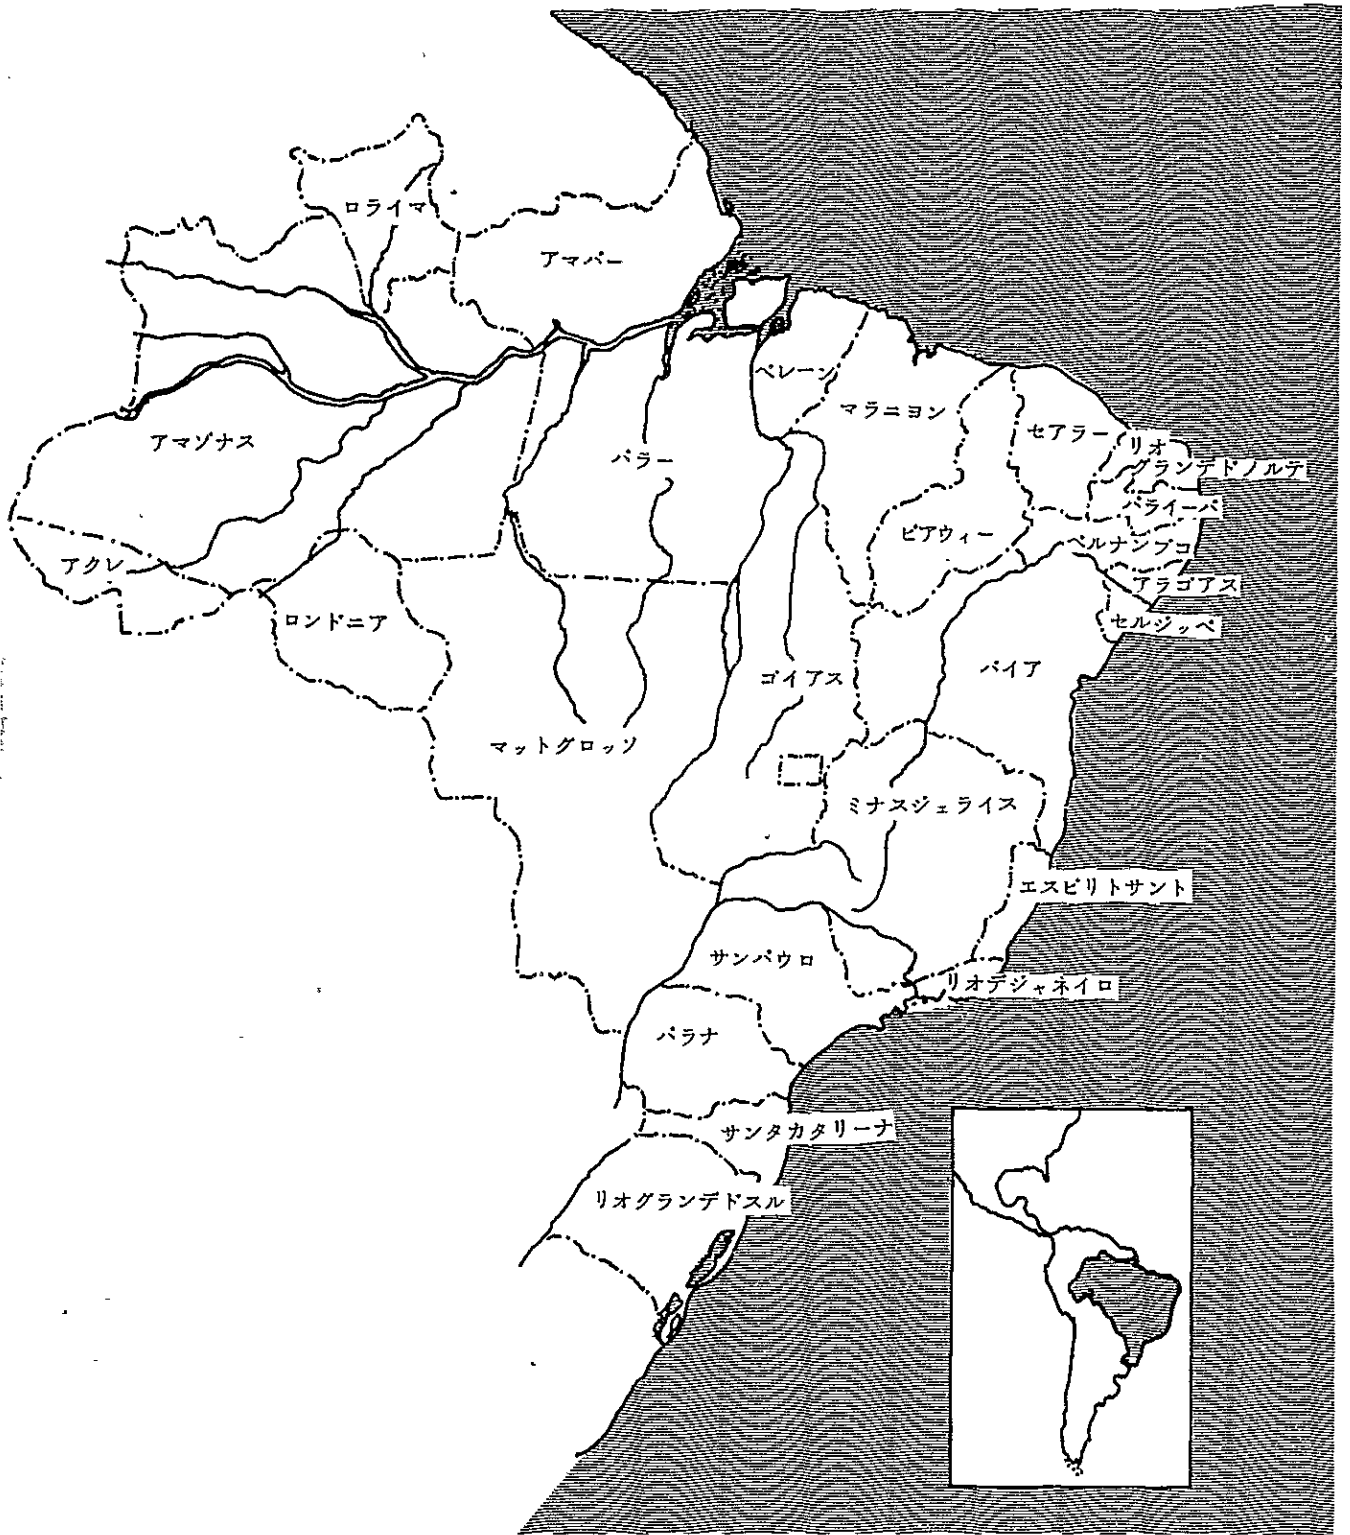 ロライマ
アマパー
ベレーン
マラニヨン
セアラー
リオ
グランデドノルテ
アマゾナス
パラー
パライーバ
ピアウィー
ペルナンブコ
アクレ
アラゴアス
ロンドニア
セルジッペ
バイア
ゴイアス
マットグロッソ
ミナスジェライス
エスピリトサント
サンパウロ
リオデジャネイロ
パラナ
サンタカタリーナ
リオグランデドスル